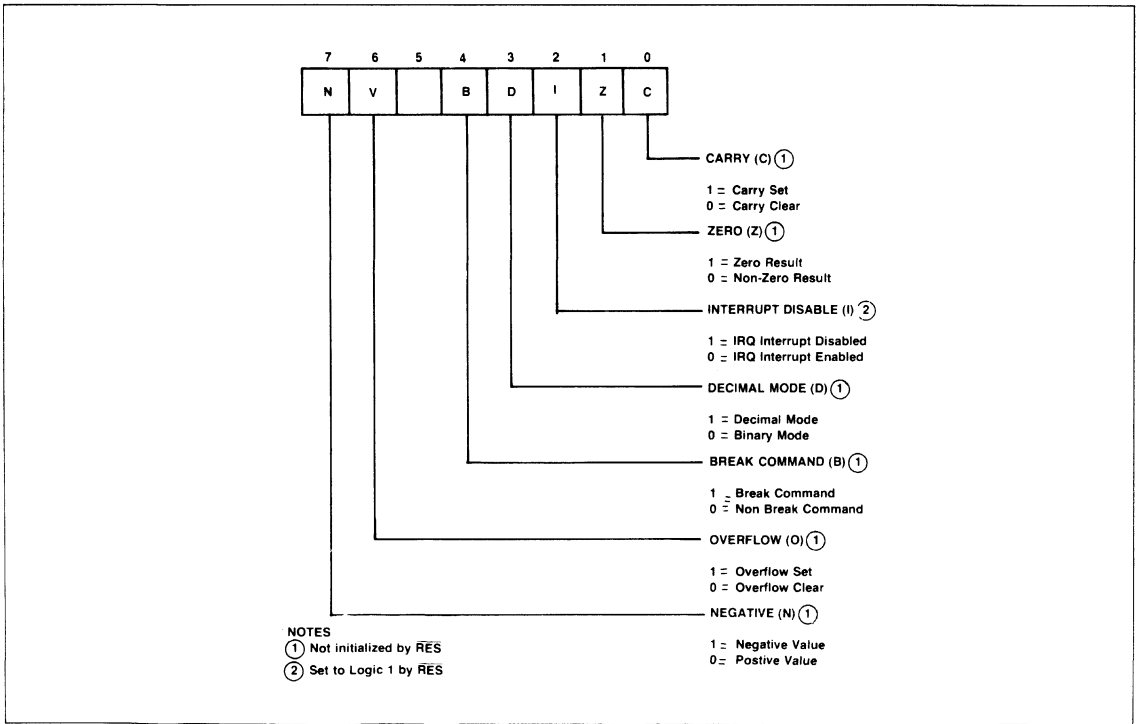 7 6 5 4 3 2 1 0
N V B D I Z C
CARRY (C) 1
1 = Carry Set
0 = Carry Clear
ZERO (Z) 1
1 = Zero Result
0 = Non-Zero Result
INTERRUPT DISABLE (I) 2
1 = IRQ Interrupt Disabled
0 = IRQ Interrupt Enabled
DECIMAL MODE (D) 1
1 = Decimal Mode
0 = Binary Mode
BREAK COMMAND (B) 1
1 = Break Command
0 = Non Break Command
OVERFLOW (O) 1
1 = Overflow Set
0 = Overflow Clear
NEGATIVE (N) 1
1 = Negative Value
0 = Postive Value
NOTES
1 Not initialized by R̅E̅S̅
2 Set to Logic 1 by R̅E̅S̅